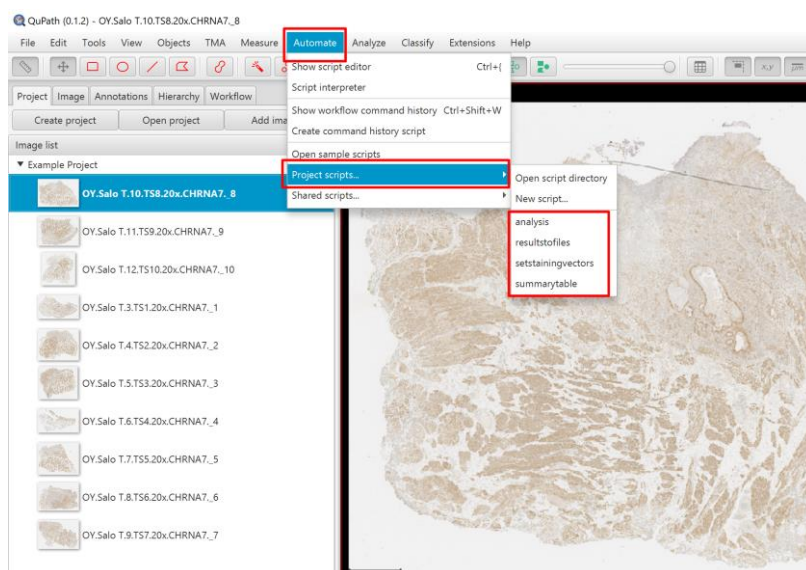 QuPath (0.1.2) - OY.Salo T.10.TS8.20x.CHRNA7._8
File Edit Tools View Objects TMA Measure Automate Analyze Classify Extensions Help
Show script editor Ctrl+[
Script interpreter
Show workflow command history Ctrl+Shift+W
Create command history script
Open sample scripts
Project scripts...
Shared scripts...
Open script directory
New script...
analysis
resultstofiles
setstainingvectors
summarytable
x,y
μm
Project Image Annotations Hierarchy Workflow
Create project Open project Add ima
Image list
Example Project
OY.Salo T.10.TS8.20x.CHRNA7._8
OY.Salo T.11.TS9.20x.CHRNA7._9
OY.Salo T.12.TS10.20x.CHRNA7._10
OY.Salo T.3.TS1.20x.CHRNA7._1
OY.Salo T.4.TS2.20x.CHRNA7._2
OY.Salo T.5.TS3.20x.CHRNA7._3
OY.Salo T.6.TS4.20x.CHRNA7._4
OY.Salo T.7.TS5.20x.CHRNA7._5
OY.Salo T.8.TS6.20x.CHRNA7._6
OY.Salo T.9.TS7.20x.CHRNA7._7